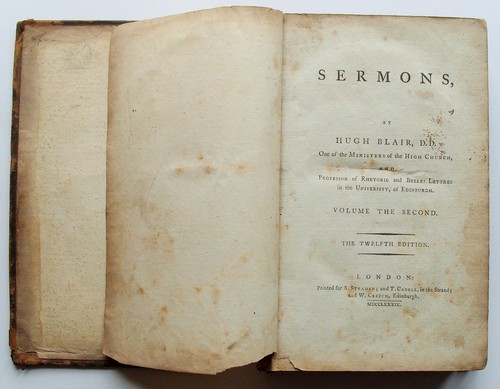 SERMONS,
BY
HUGH BLAIR, D.D.
One of the MINISTERS of the HIGH CHURCH,
AND
PROFESSOR of RHETORIC and BELLES LETTRES
in the UNIVERSITY, of EDINBURGH.
VOLUME THE SECOND.
THE TWELFTH EDITION.
LONDON:
Printed for A. STRAHAN; and T. CADELL, in the Strand;
and W. CREECH, Edinburgh.
MDCCLXXXIX.